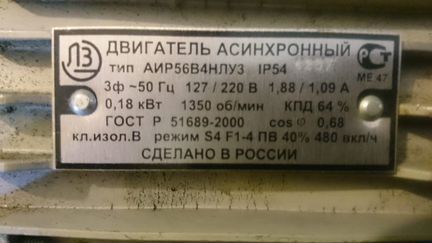 ЛЗ ДВИГАТЕЛЬ АСИНХРОННЫЙ РСТ
тип АИР56В4НЛУ3 IP54 МЕ 47
3ф ~50 Гц 127 / 220 В 1,88 / 1,09 А
0,18 кВт 1350 об/мин КПД 64 %
ГОСТ Р 51689-2000 cos φ 0,68
кл.изол.В режим S4 F1-4 ПВ 40% 480 вкл/ч
СДЕЛАНО В РОССИИ